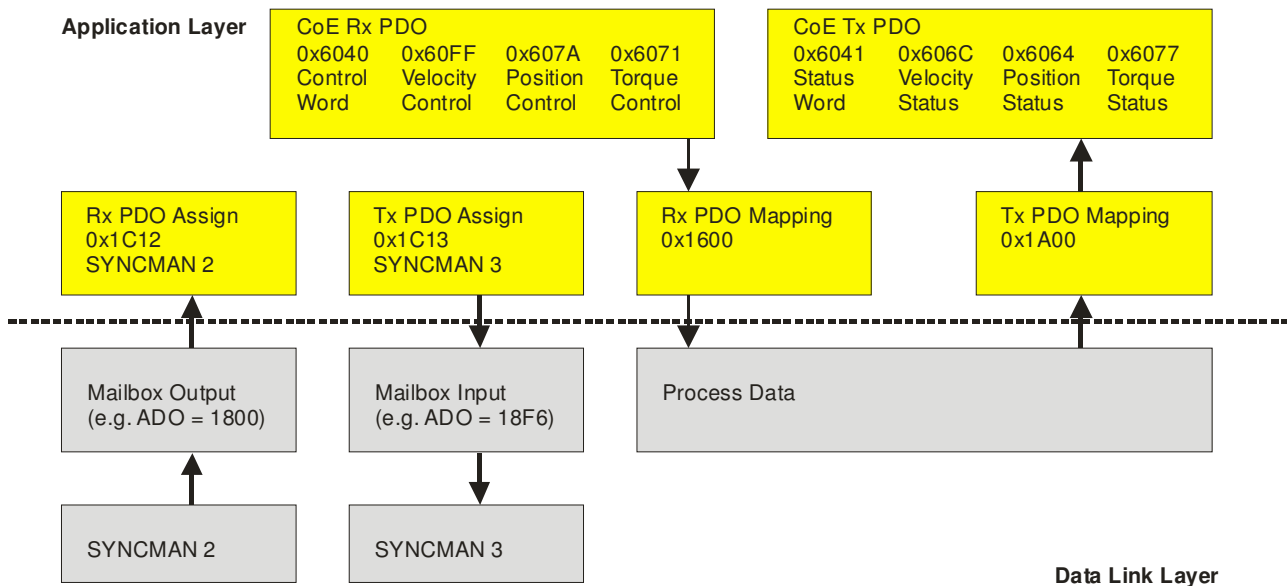 Application Layer
CoE Rx PDO
0x6040 0x60FF 0x607A 0x6071
Control Velocity Position Torque
Word Control Control Control
CoE Tx PDO
0x6041 0x606C 0x6064 0x6077
Status Velocity Position Torque
Word Status Status Status
Rx PDO Assign
0x1C12
SYNCMAN 2
Tx PDO Assign
0x1C13
SYNCMAN 3
Rx PDO Mapping
0x1600
Tx PDO Mapping
0x1A00
Mailbox Output
(e.g. ADO = 1800)
Mailbox Input
(e.g. ADO = 18F6)
Process Data
SYNCMAN 2
SYNCMAN 3
Data Link Layer